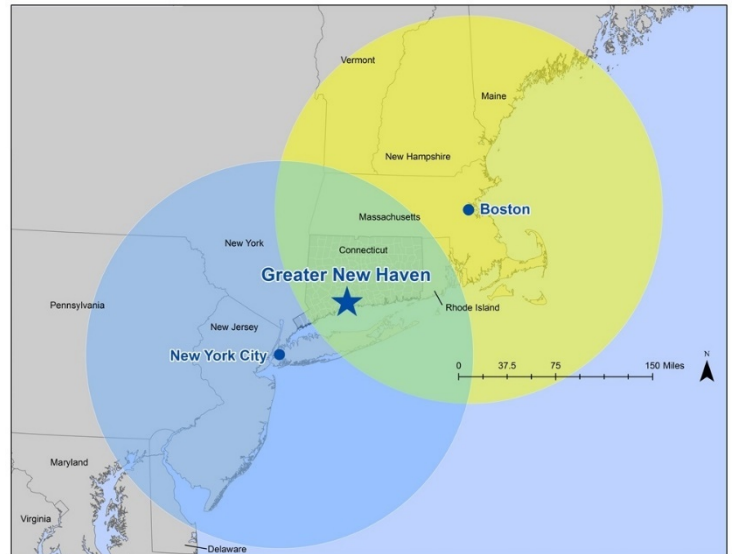 Vermont
Maine
New Hampshire
Massachusetts
Boston
New York
Connecticut
Greater New Haven
Pennsylvania
Rhode Island
New Jersey
New York City
0 37.5 75 150 Miles
N
Maryland
Virginia
Delaware